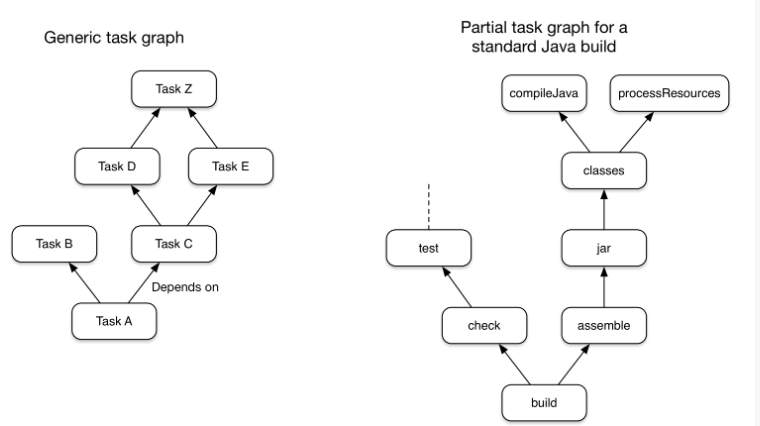 Generic task graph
Task Z
Task D
Task E
Task B
Task C
Depends on
Task A
Partial task graph for a
standard Java build
compileJava
processResources
classes
test
jar
check
assemble
build